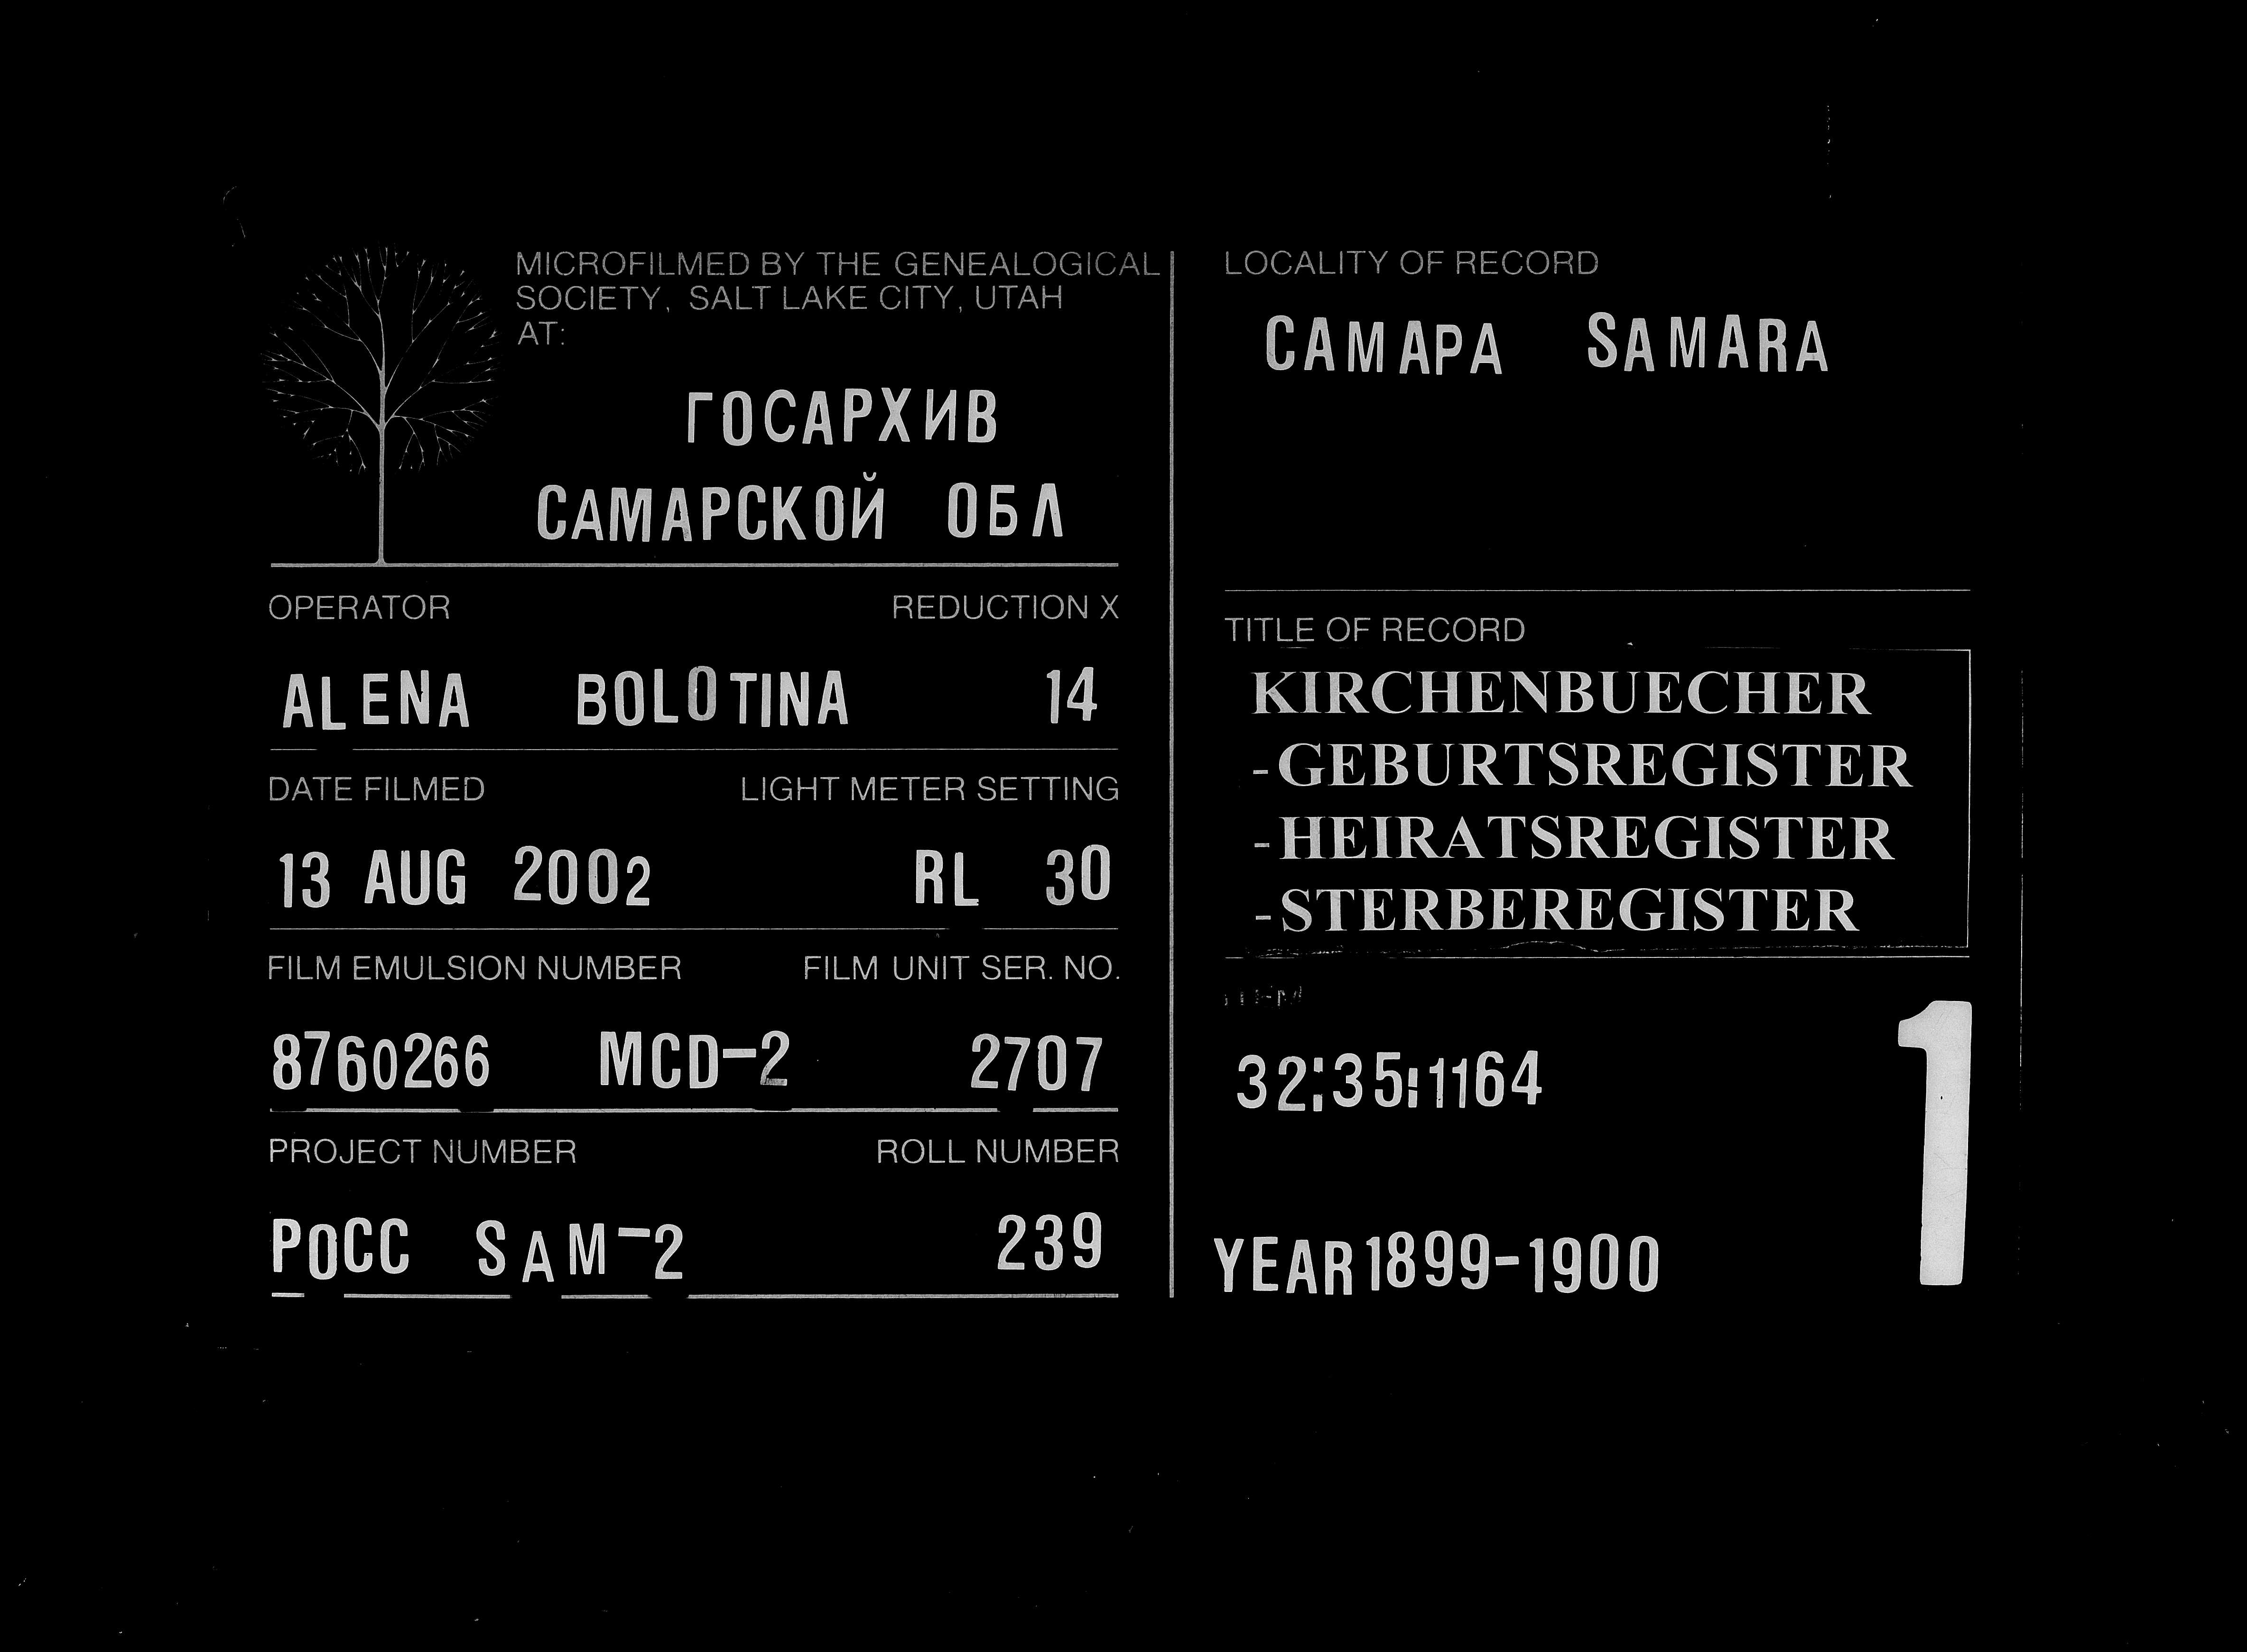 MICROFILMED BY THE GENEALOGICAL
SOCIETY, SALT LAKE CITY, UTAH
AT:
ГОСАРХИВ
САМАРСКОЙ ОБЛ
OPERATOR REDUCTION X
ALENA BOLOTINA 14
DATE FILMED LIGHT METER SETTING
13 AUG 2002 RL 30
FILM EMULSION NUMBER FILM UNIT SER. NO.
8760266 MCD-2 2707
PROJECT NUMBER ROLL NUMBER
РОСС SAM-2 239
LOCALITY OF RECORD
САМАРА SAMARA
TITLE OF RECORD
KIRCHENBUECHER
-GEBURTSREGISTER
-HEIRATSREGISTER
-STERBEREGISTER
ITEM
32:35:1164
1
YEAR 1899-1900